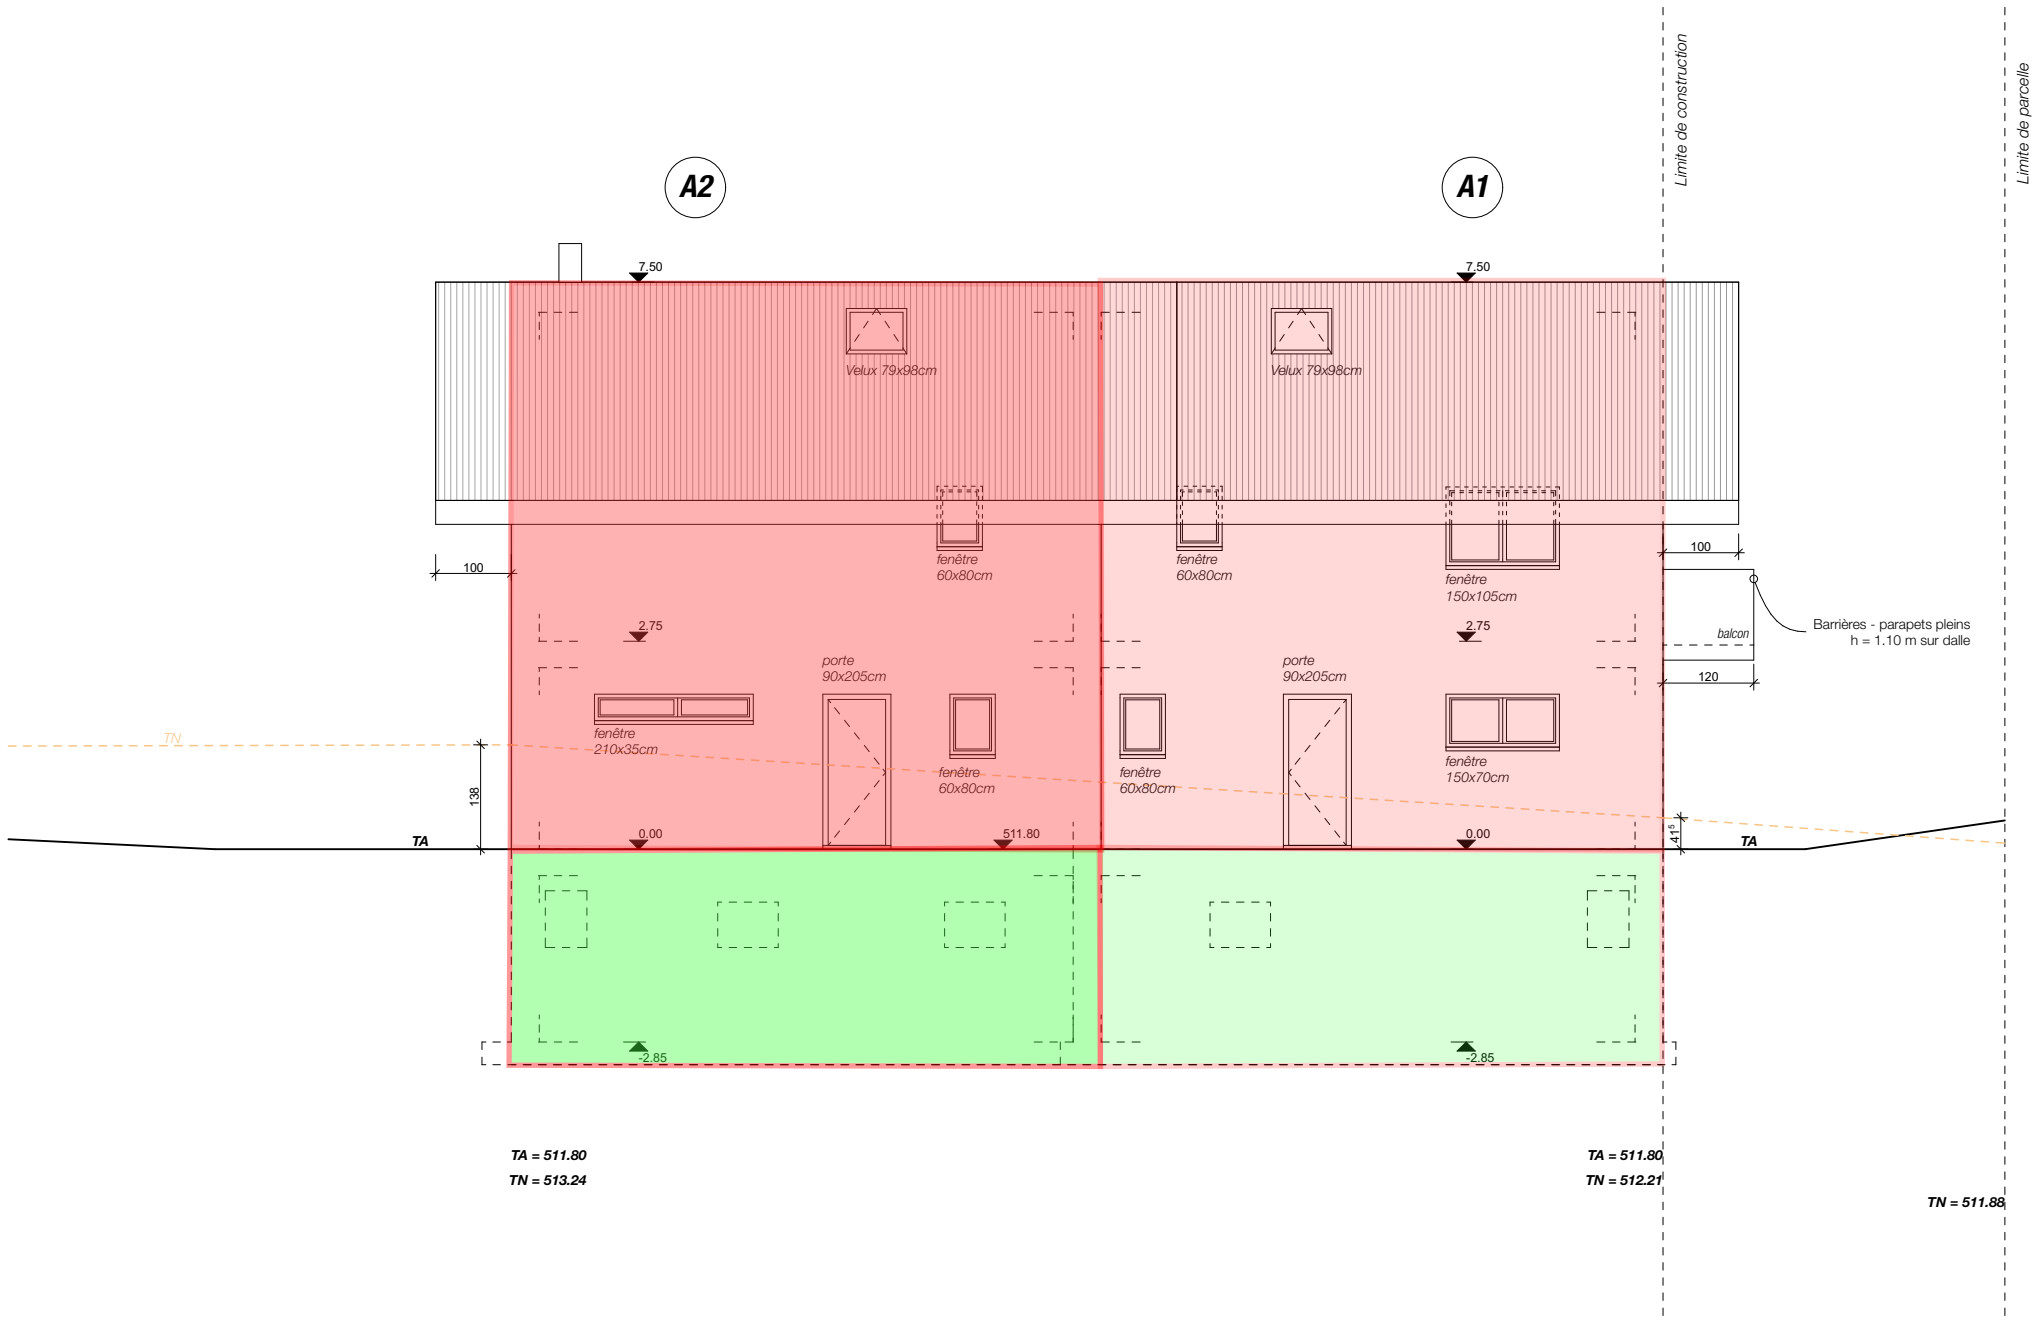 Limite de construction
Limite de parcelle
A2
A1
7.50
7.50
Velux 79x98cm
Velux 79x98cm
fenêtre
60x80cm
fenêtre
60x80cm
fenêtre
150x105cm
100
100
2.75
2.75
balcon
Barrières - parapets pleins
h = 1.10 m sur dalle
120
porte
90x205cm
porte
90x205cm
TN
fenêtre
210x35cm
fenêtre
60x80cm
fenêtre
60x80cm
fenêtre
150x70cm
138
41⁵
TA
0.00
511.80
0.00
TA
-2.85
-2.85
TA = 511.80
TN = 513.24
TA = 511.80
TN = 512.21
TN = 511.88